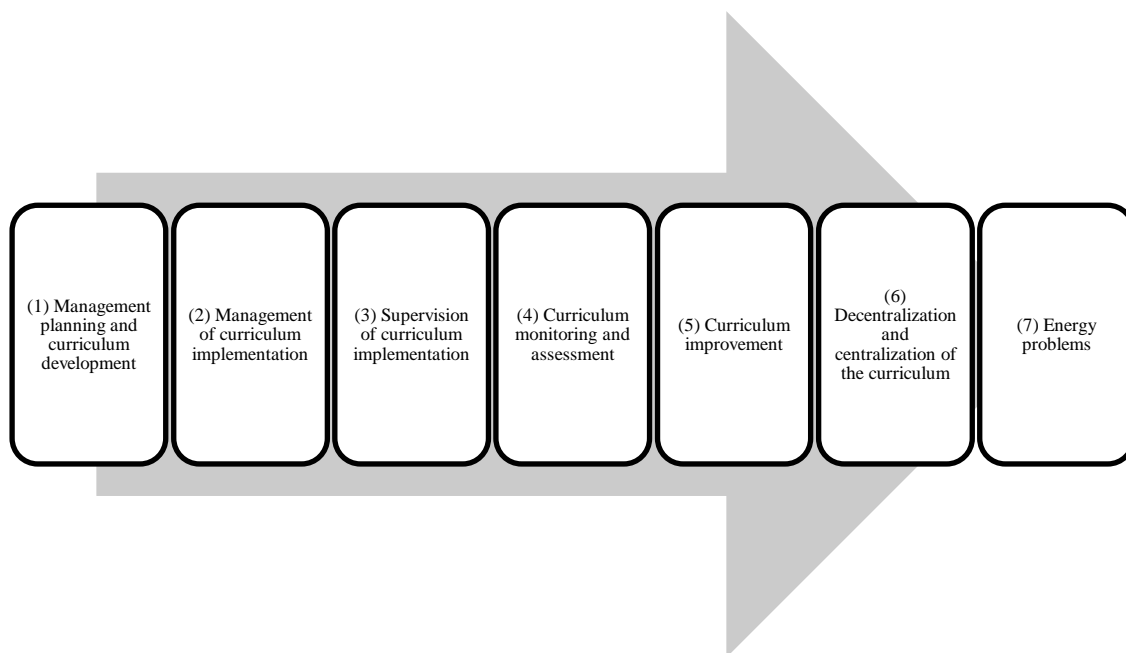 (1) Management
planning and
curriculum
development
(2) Management
of curriculum
implementation
(3) Supervision
of curriculum
implementation
(4) Curriculum
monitoring and
assessment
(5) Curriculum
improvement
(6)
Decentralization
and
centralization of
the curriculum
(7) Energy
problems